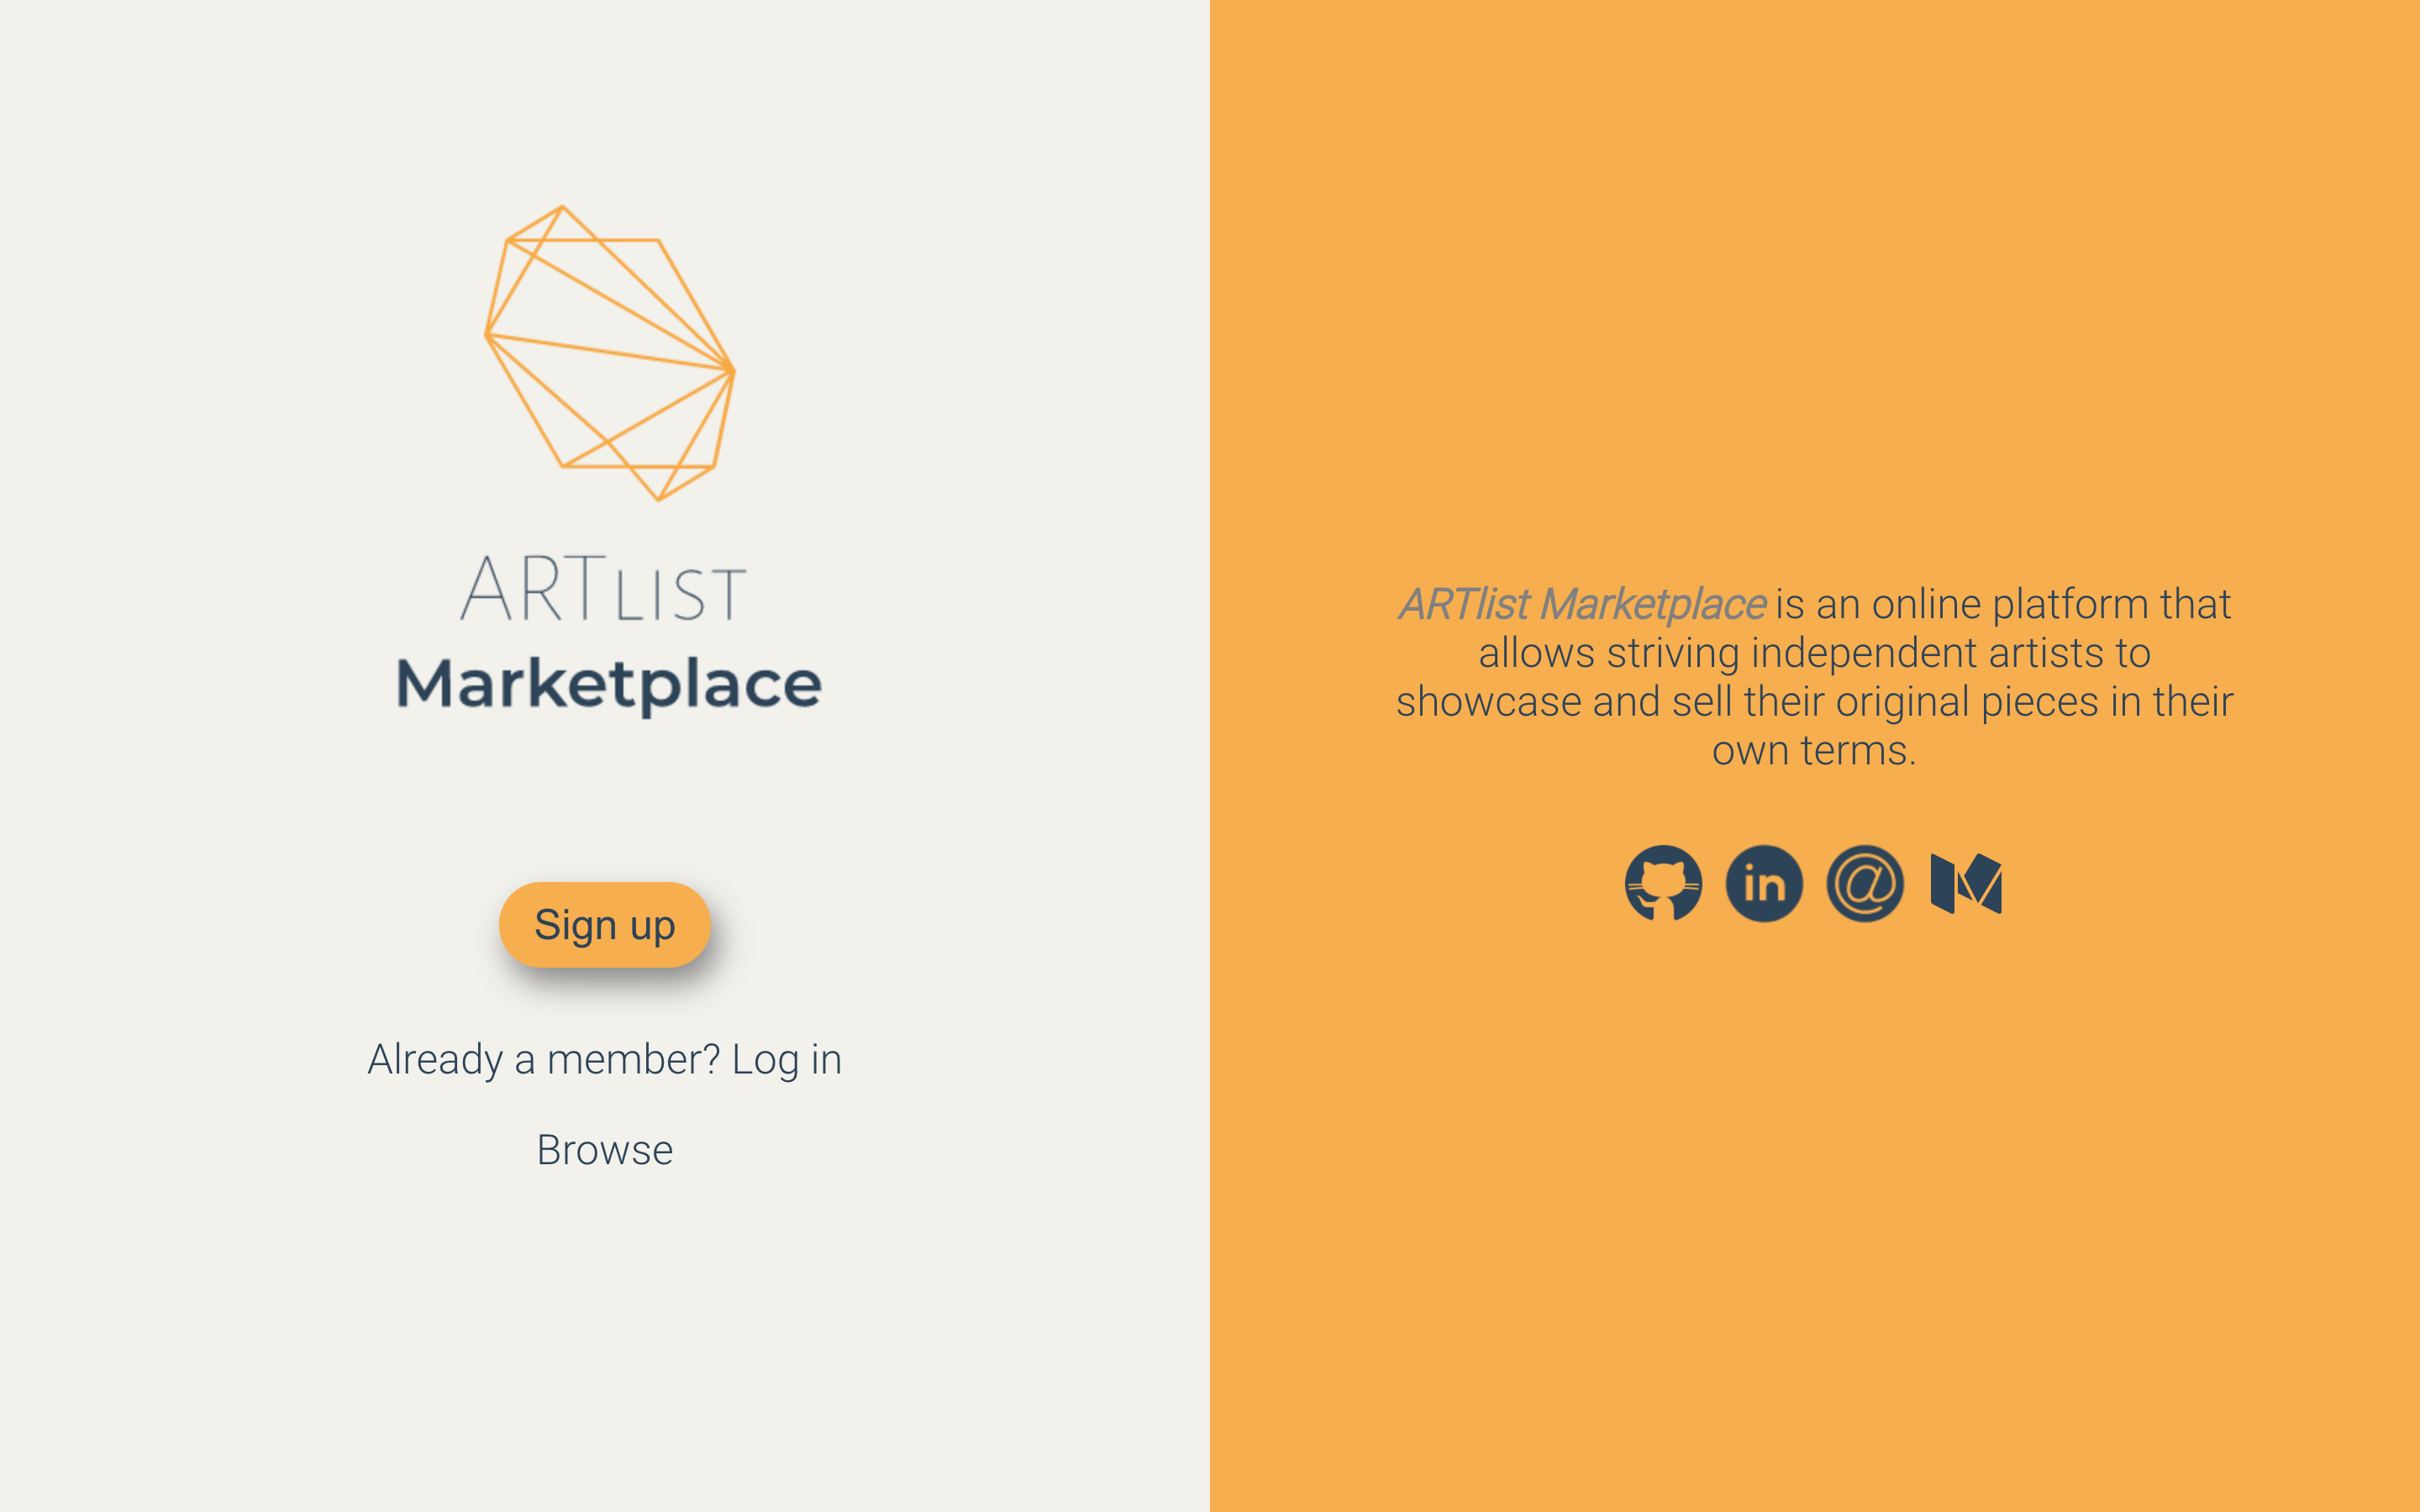 ARTLIST
Marketplace
Sign up
Already a member? Log in
Browse
ARTlist Marketplace is an online platform that
allows striving independent artists to
showcase and sell their original pieces in their
own terms.
in
@